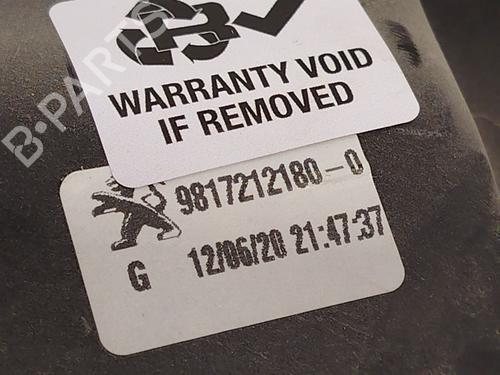 B-PARTS
WARRANTY VOID
IF REMOVED
9817212180-0
G 12/06/20 21:47:37